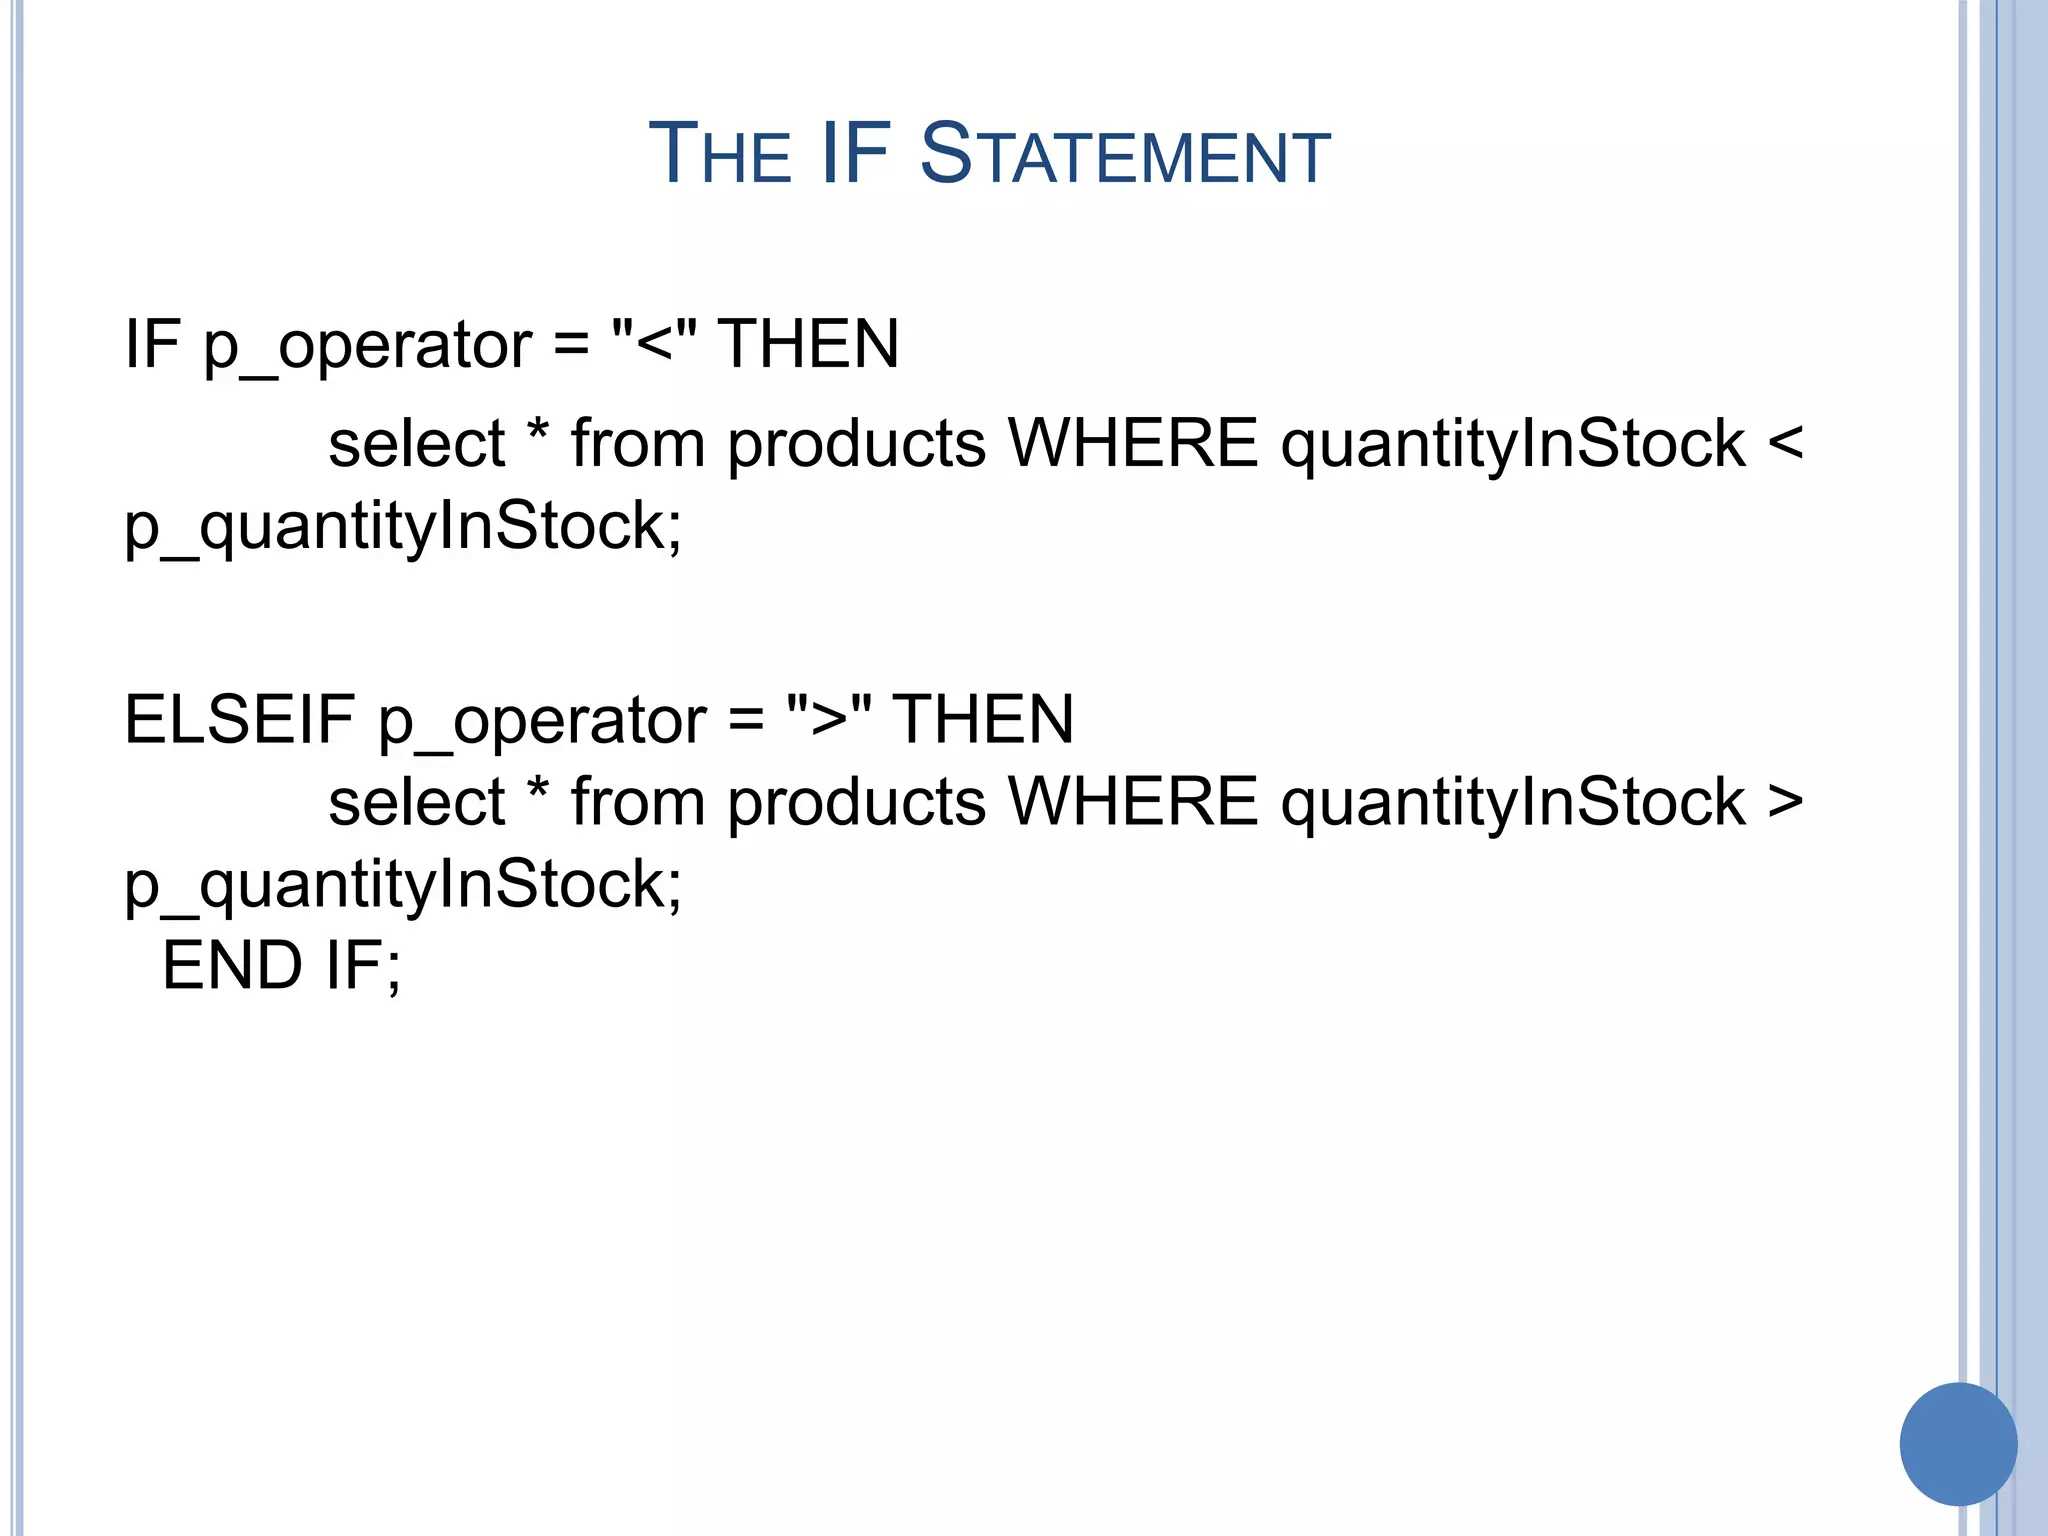 THE IF STATEMENT
IF p_operator = "<" THEN
select * from products WHERE quantityInStock <
p_quantityInStock;
ELSEIF p_operator = ">" THEN
select * from products WHERE quantityInStock >
p_quantityInStock;
END IF;